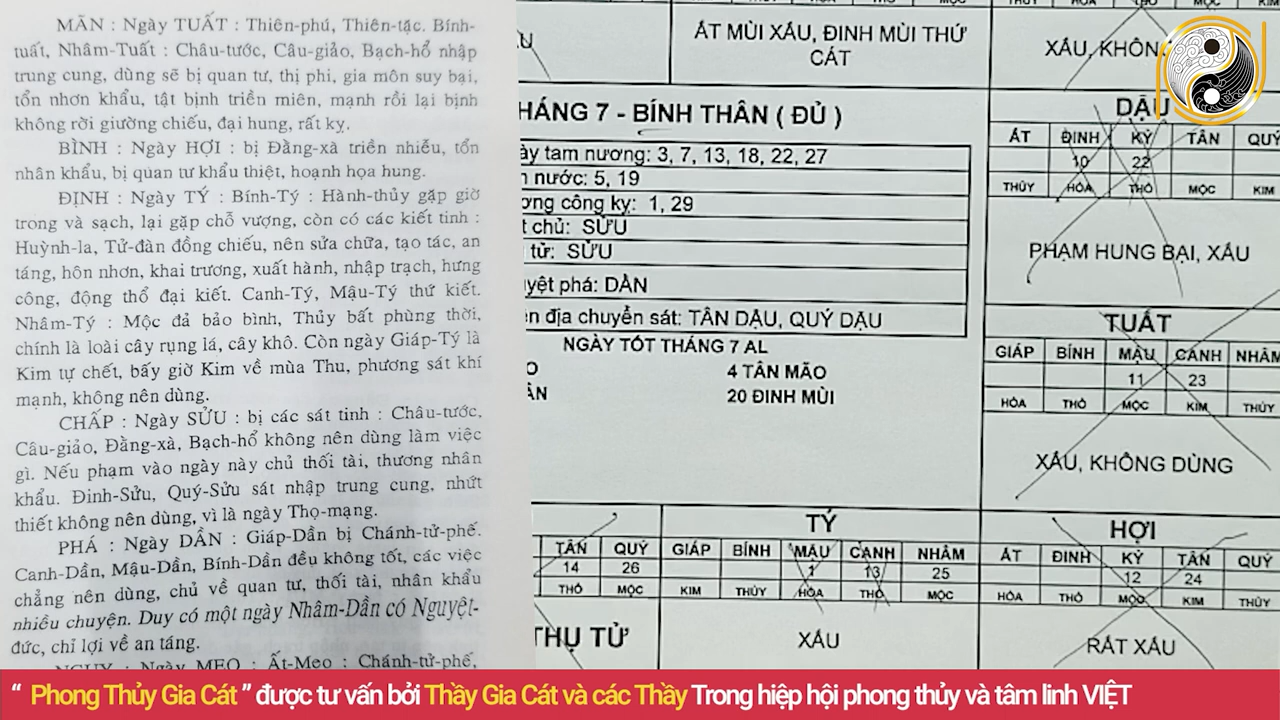 MÃN : Ngày TUẤT : Thiên-phú, Thiên-tặc. Bính-
tuất, Nhâm-Tuất : Châu-tước, Câu-giảo, Bạch-hổ nhập
trung cung, dùng sẽ bị quan tư, thị phi, gia môn suy bại,
tổn nhơn khẩu, tật bịnh triền miên, mạnh rồi lại bịnh
không rời giường chiếu, đại hung, rất kỵ.
BÌNH : Ngày HỢI : bị Đằng-xà triền nhiễu, tổn
nhân khẩu, bị quan tư khẩu thiệt, hoạnh họa hung.
ĐỊNH : Ngày TÝ : Bính-Tý : Hành-thủy gặp giờ
trong và sạch, lại gặp chỗ vượng, còn có các kiết tinh :
Huỳnh-la, Tử-đàn đồng chiếu, nên sửa chữa, tạo tác, an
táng, hôn nhơn, khai trương, xuất hành, nhập trạch, hưng
công, động thổ đại kiết. Canh-Tý, Mậu-Tý thứ kiết.
Nhâm-Tý : Mộc đả bảo bình, Thủy bất phùng thời,
chính là loài cây rụng lá, cây khô. Còn ngày Giáp-Tý là
Kim tự chết, bấy giờ Kim về mùa Thu, phương sát khí
mạnh, không nên dùng.
CHẤP : Ngày SỬU : bị các sát tinh : Châu-tước,
Câu-giảo, Đằng-xà, Bạch-hổ không nên dùng làm việc
gì. Nếu phạm vào ngày này chủ thối tài, thương nhân
khẩu. Đinh-Sửu, Quý-Sửu sát nhập trung cung, nhứt
thiết không nên dùng, vì là ngày Thọ-mạng.
PHÁ : Ngày DẦN : Giáp-Dần bị Chánh-tử-phế.
Canh-Dần, Mậu-Dần, Bính-Dần đều không tốt, các việc
chẳng nên dùng, chủ về quan tư, thối tài, nhân khẩu
nhiều chuyện. Duy có một ngày Nhâm-Dần có Nguyệt-
đức, chỉ lợi về an táng.
NGUY : Ngày MẸO : Ất-Mẹo : Chánh-tử-phế,
ẤT MÙI XẤU, ĐINH MÙI THỨ
CÁT
XẤU, KHÔNG
HÁNG 7 - BÍNH THÂN ( ĐỦ )
ày tam nương: 3, 7, 13, 18, 22, 27
n nước: 5, 19
ơng công kỵ: 1, 29
t chủ: SỬU
tử: SỬU
uyệt phá: DẦN
ên địa chuyển sát: TÂN DẬU, QUÝ DẬU
NGÀY TỐT THÁNG 7 AL
O 4 TÂN MÃO
ÂN 20 ĐINH MÙI
DẬU
ẤT ĐỊNH KỶ TÂN QUÝ
10 22
THỦY HỎA THỔ MỘC KIM
PHẠM HUNG BẠI, XẤU
TUẤT
GIÁP BÍNH MẬU CANH NHÂM
11 23
HỎA THỔ MỘC KIM THỦY
XẤU, KHÔNG DÙNG
TÂN QUÝ
14 26
THỔ MỘC
THỤ TỬ
TÝ
GIÁP BÍNH MẬU CANH NHÂM
1 13 25
KIM THỦY HỎA THỔ MỘC
XẤU
HỢI
ẤT ĐINH KỶ TÂN QUÝ
12 24
HỎA THỔ MỘC KIM THỦY
RẤT XẤU
“ Phong Thủy Gia Cát ” được tư vấn bởi Thầy Gia Cát và các Thầy Trong hiệp hội phong thủy và tâm linh VIỆT